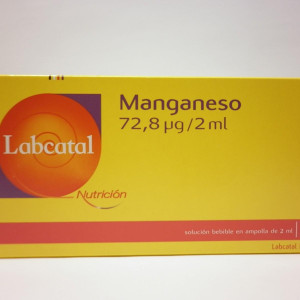 Manganeso
72,8 µg/2 ml
Labcatal
Nutrición
solución bebible en ampolla de 2 ml
Labcatal